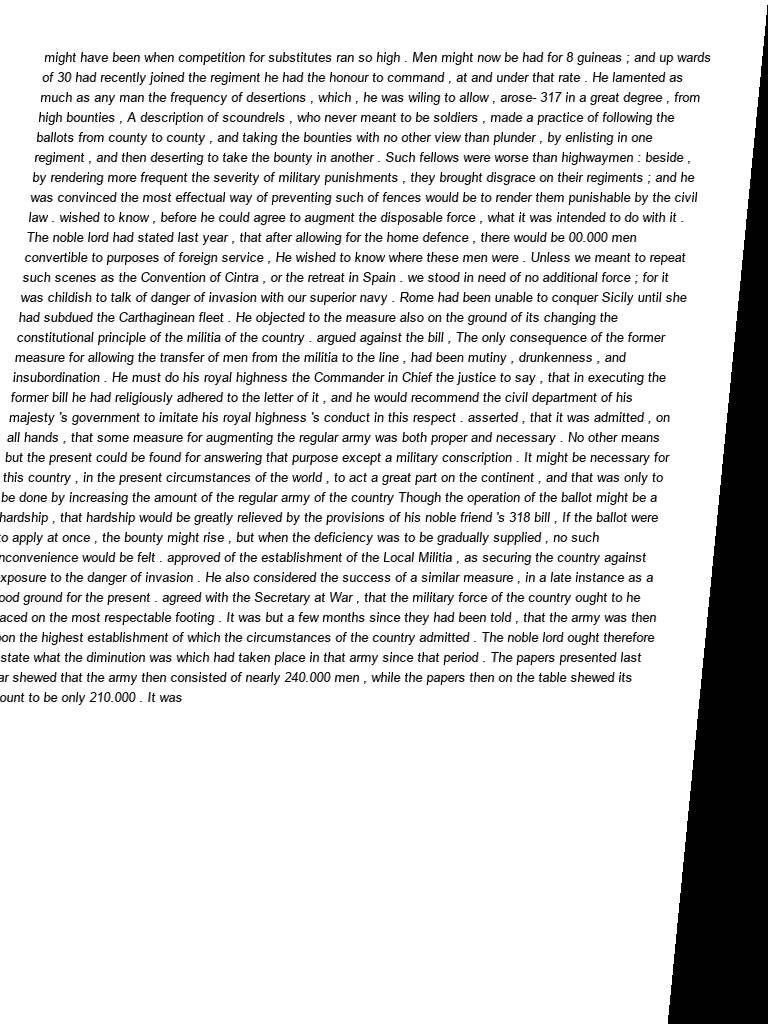 might have been when competition for substitutes ran so high . Men might now be had for 8 guineas ; and up wards
of 30 had recently joined the regiment he had the honour to command , at and under that rate . He lamented as
much as any man the frequency of desertions , which , he was wiling to allow , arose- 317 in a great degree , from
high bounties , A description of scoundrels , who never meant to be soldiers , made a practice of following the
ballots from county to county , and taking the bounties with no other view than plunder , by enlisting in one
regiment , and then deserting to take the bounty in another . Such fellows were worse than highwaymen : beside ,
by rendering more frequent the severity of military punishments , they brought disgrace on their regiments ; and he
was convinced the most effectual way of preventing such of fences would be to render them punishable by the civil
law . wished to know , before he could agree to augment the disposable force , what it was intended to do with it .
The noble lord had stated last year , that after allowing for the home defence , there would be 00.000 men
convertible to purposes of foreign service , He wished to know where these men were . Unless we meant to repeat
such scenes as the Convention of Cintra , or the retreat in Spain . we stood in need of no additional force ; for it
was childish to talk of danger of invasion with our superior navy . Rome had been unable to conquer Sicily until she
had subdued the Carthaginean fleet . He objected to the measure also on the ground of its changing the
constitutional principle of the militia of the country . argued against the bill , The only consequence of the former
measure for allowing the transfer of men from the militia to the line , had been mutiny , drunkenness , and
insubordination . He must do his royal highness the Commander in Chief the justice to say , that in executing the
former bill he had religiously adhered to the letter of it , and he would recommend the civil department of his
majesty 's government to imitate his royal highness 's conduct in this respect . asserted , that it was admitted , on
all hands , that some measure for augmenting the regular army was both proper and necessary . No other means
but the present could be found for answering that purpose except a military conscription . It might be necessary for
this country , in the present circumstances of the world , to act a great part on the continent , and that was only to
be done by increasing the amount of the regular army of the country Though the operation of the ballot might be a
hardship , that hardship would be greatly relieved by the provisions of his noble friend 's 318 bill , If the ballot were
to apply at once , the bounty might rise , but when the deficiency was to be gradually supplied , no such
nconvenience would be felt . approved of the establishment of the Local Militia , as securing the country against
xposure to the danger of invasion . He also considered the success of a similar measure , in a late instance as a
ood ground for the present . agreed with the Secretary at War , that the military force of the country ought to he
aced on the most respectable footing . It was but a few months since they had been told , that the army was then
on the highest establishment of which the circumstances of the country admitted . The noble lord ought therefore
state what the diminution was which had taken place in that army since that period . The papers presented last
ar shewed that the army then consisted of nearly 240.000 men , while the papers then on the table shewed its
ount to be only 210.000 . It was